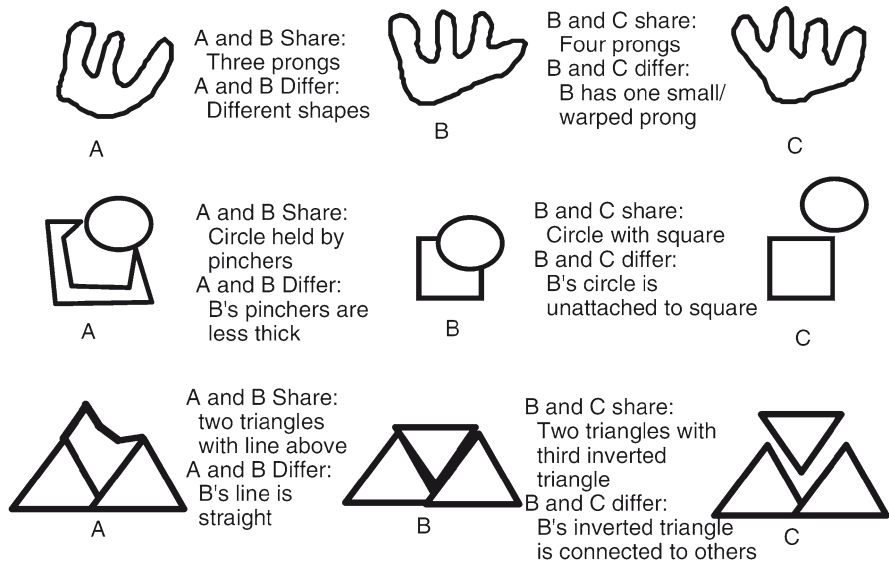 A and B Share:
Three prongs
A and B Differ:
Different shapes
B and C share:
Four prongs
B and C differ:
B has one small/
warped prong
A
B
C
A and B Share:
Circle held by
pinchers
A and B Differ:
B's pinchers are
less thick
B and C share:
Circle with square
B and C differ:
B's circle is
unattached to square
A
B
C
A and B Share:
two triangles
with line above
A and B Differ:
B's line is
straight
B and C share:
Two triangles with
third inverted
triangle
B and C differ:
B's inverted triangle
is connected to others
A
B
C